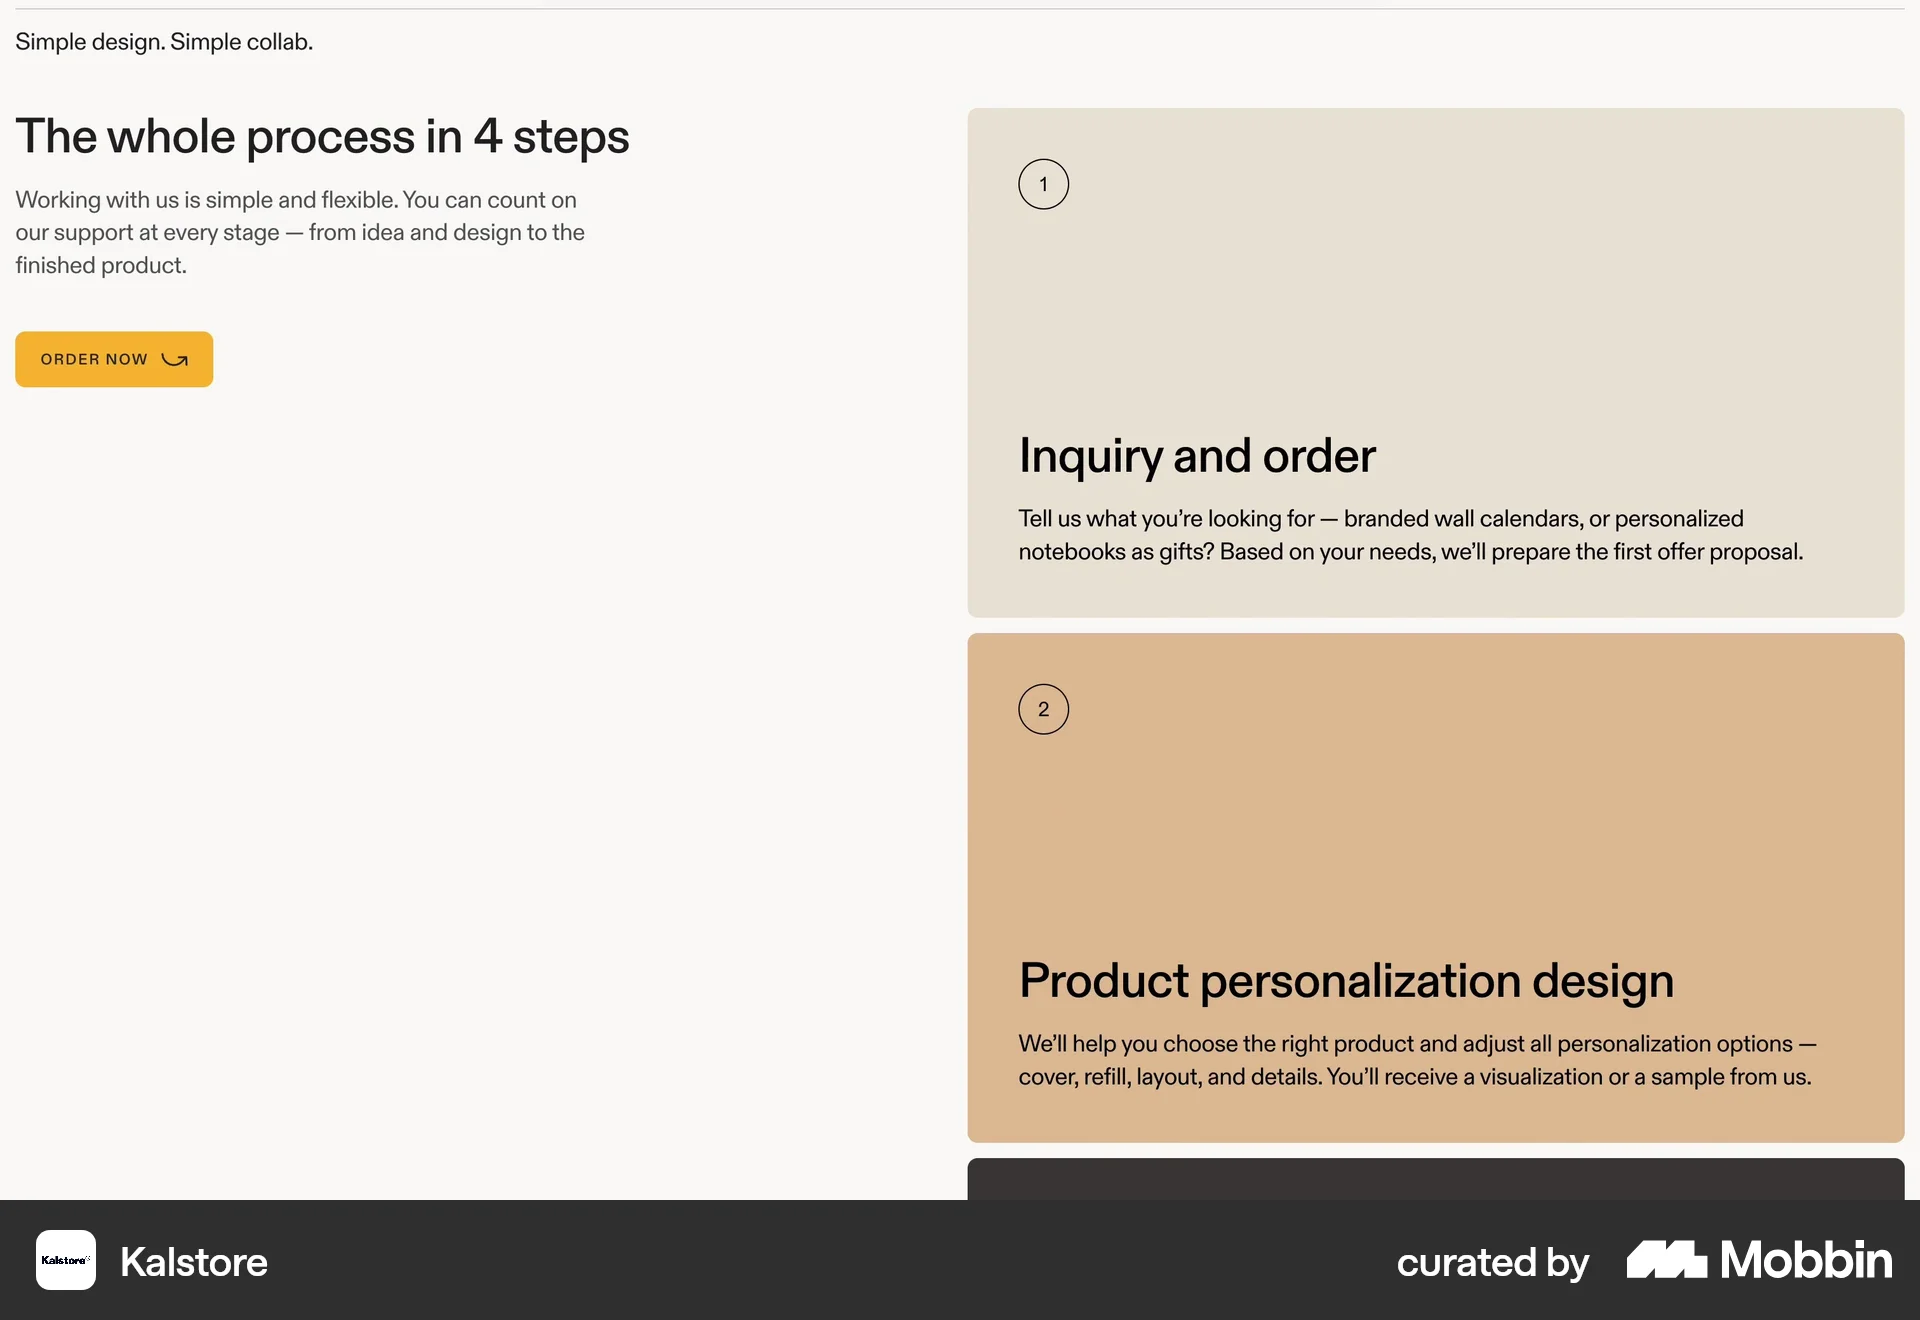 Simple design. Simple collab.
The whole process in 4 steps
Working with us is simple and flexible. You can count on
our support at every stage — from idea and design to the
finished product.
ORDER NOW
1
Inquiry and order
Tell us what you’re looking for — branded wall calendars, or personalized
notebooks as gifts? Based on your needs, we’ll prepare the first offer proposal.
2
Product personalization design
We’ll help you choose the right product and adjust all personalization options —
cover, refill, layout, and details. You’ll receive a visualization or a sample from us.
Kalstore
Kalstore
curated by
Mobbin